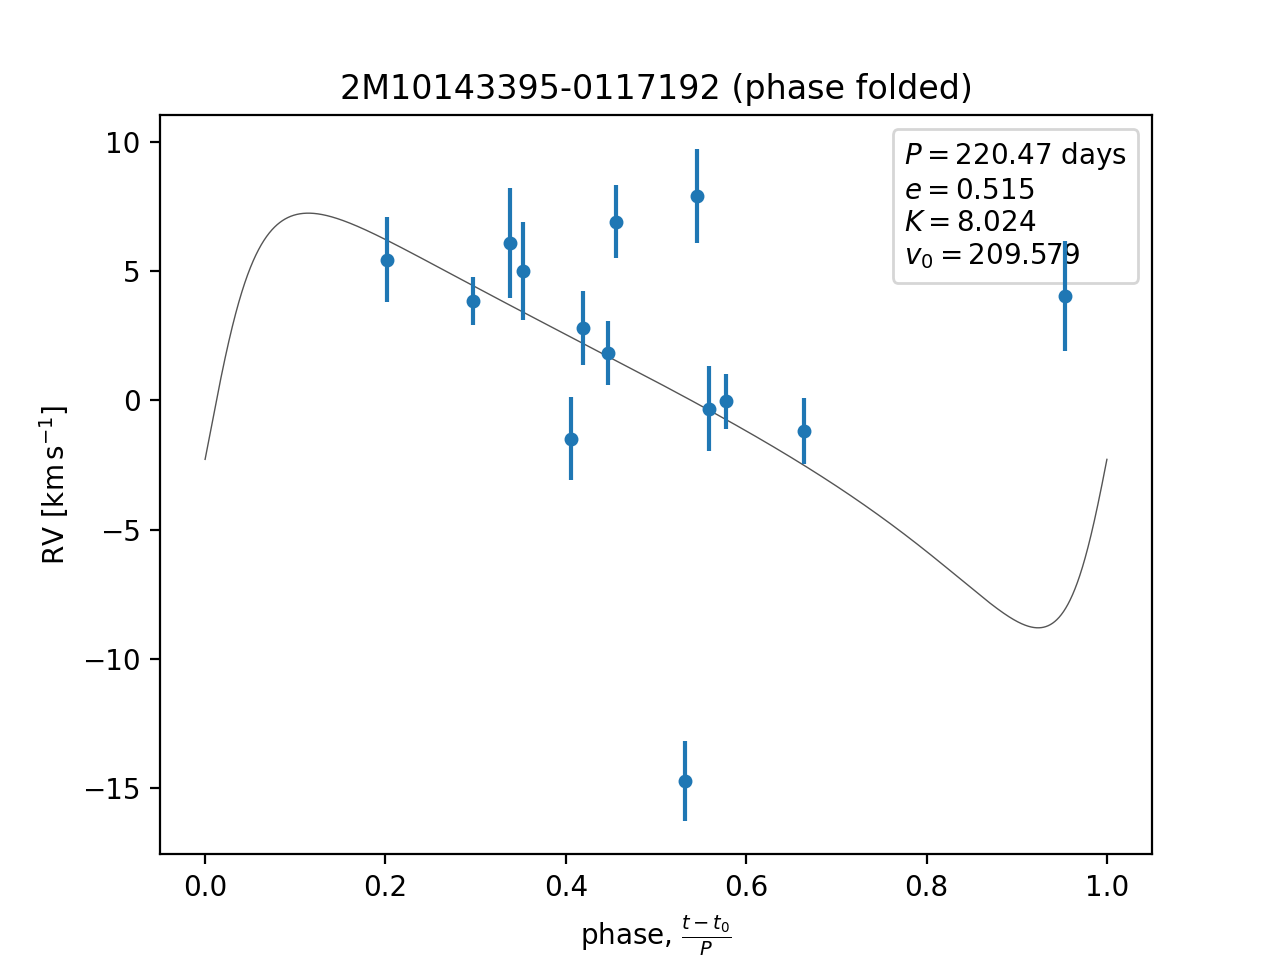 2M10143395-0117192 (phase folded)
P = 220.47 days
e = 0.515
K = 8.024
v₀ = 209.579
10
5
0
−5
−10
−15
RV [km s⁻¹]
0.0 0.2 0.4 0.6 0.8 1.0
phase, (t − t₀)/P